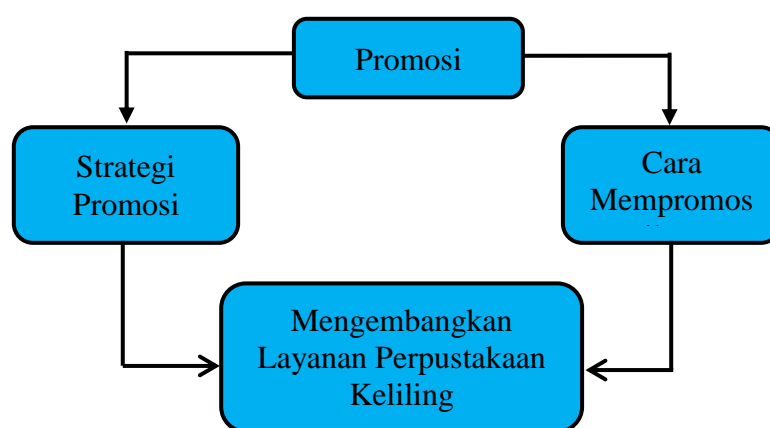 Promosi
Strategi
Promosi
Cara
Mempromos
Mengembangkan
Layanan Perpustakaan
Keliling